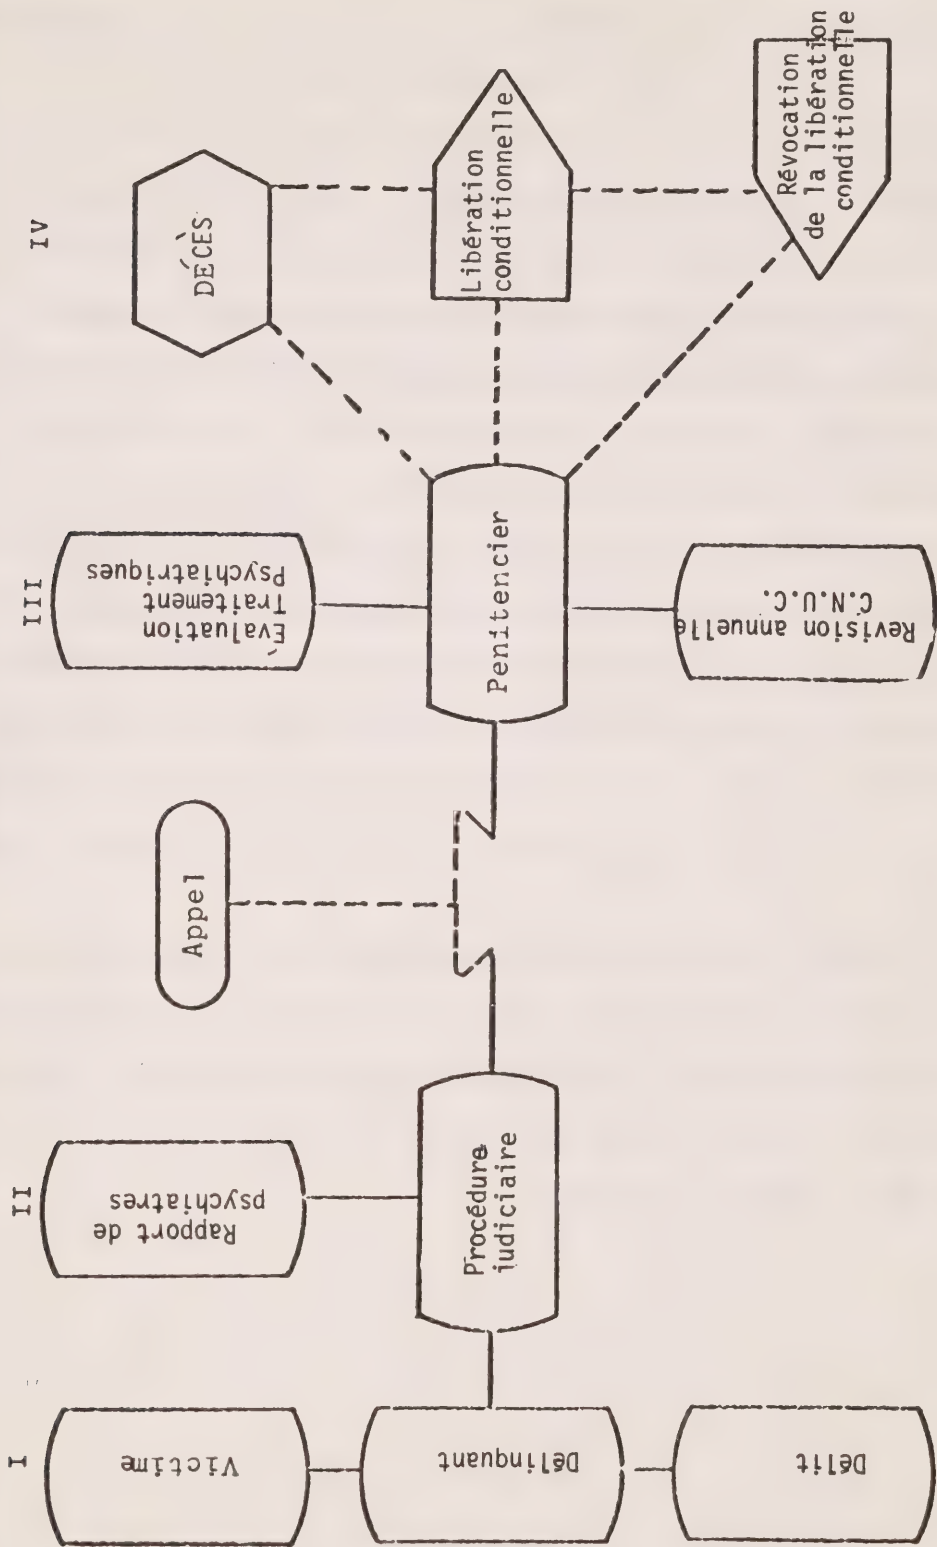 I
Victime
Délinquant
Délit
II
Rapport de
psychiatres
Procédure
judiciaire
Appel
III
Évaluation
Traitement
Psychiatriques
Penitencier
Revision annuelle
C.N.U.C.
IV
DÉCÈS
Libération
conditionnelle
Révocation
de la libération
conditionnelle